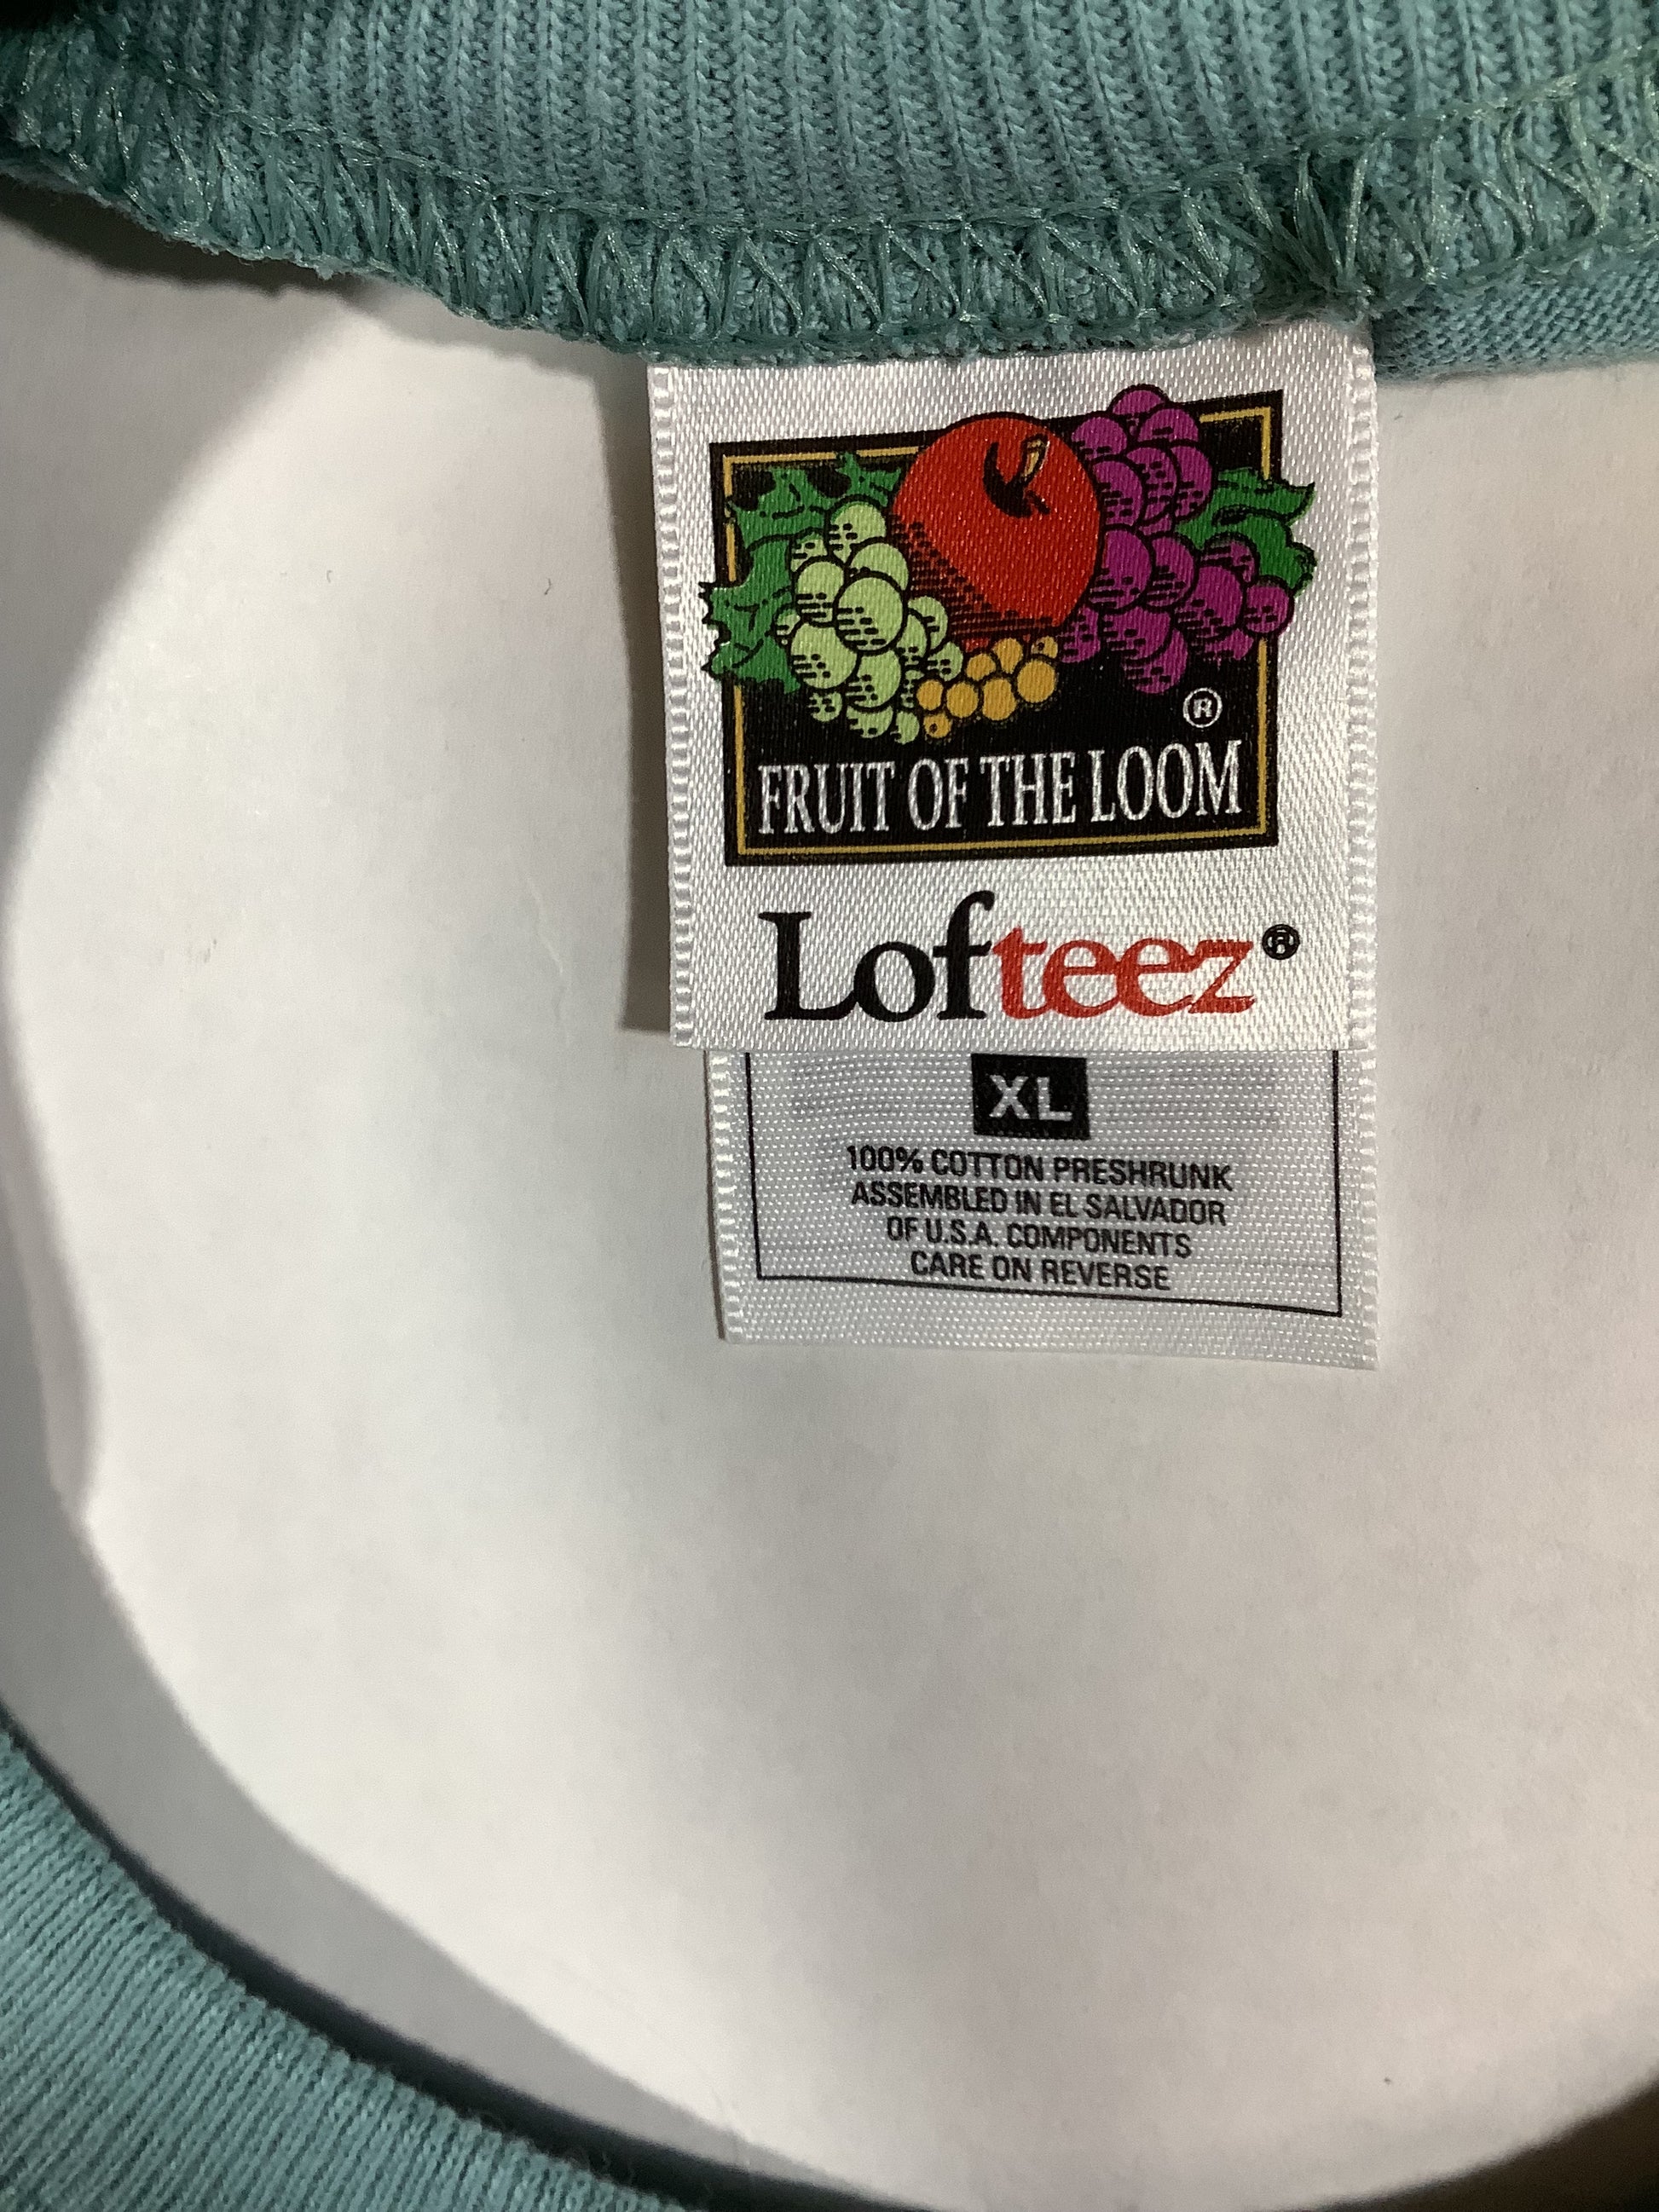 ®
FRUIT OF THE LOOM
Lofteez®
XL
100% COTTON PRESHRUNK
ASSEMBLED IN EL SALVADOR
OF U.S.A. COMPONENTS
CARE ON REVERSE